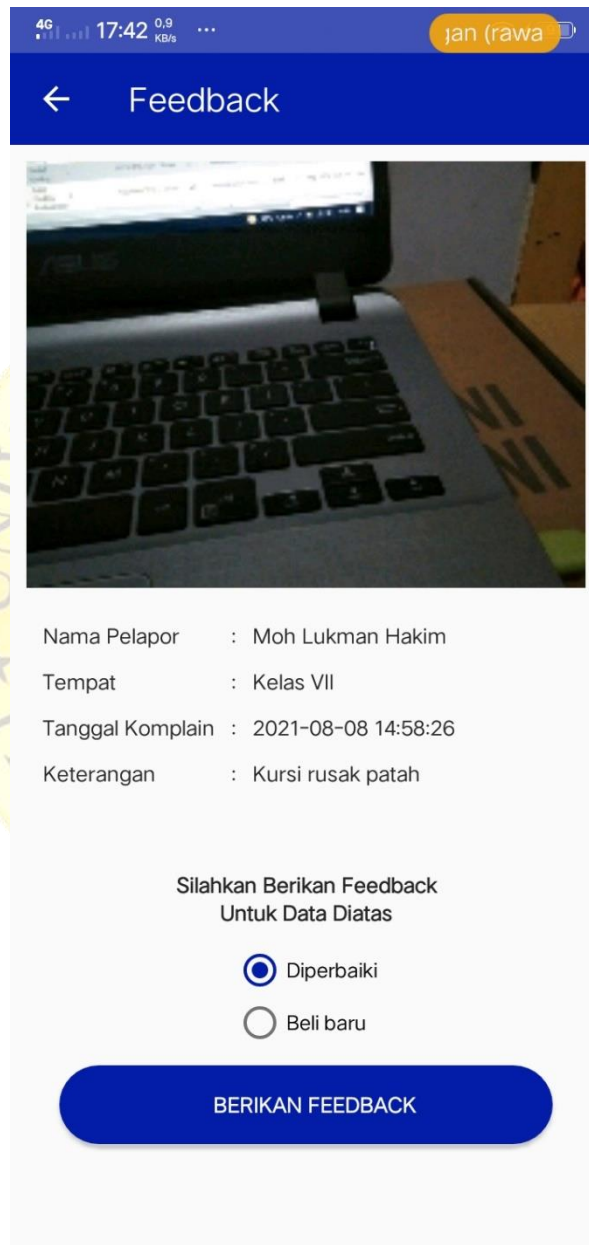 4G 17:42 0,9 KB/s ...
jan (rawa
Feedback
ASUS
Nama Pelapor : Moh Lukman Hakim
Tempat : Kelas VII
Tanggal Komplain : 2021-08-08 14:58:26
Keterangan : Kursi rusak patah
Silahkan Berikan Feedback
Untuk Data Diatas
Diperbaiki
Beli baru
BERIKAN FEEDBACK